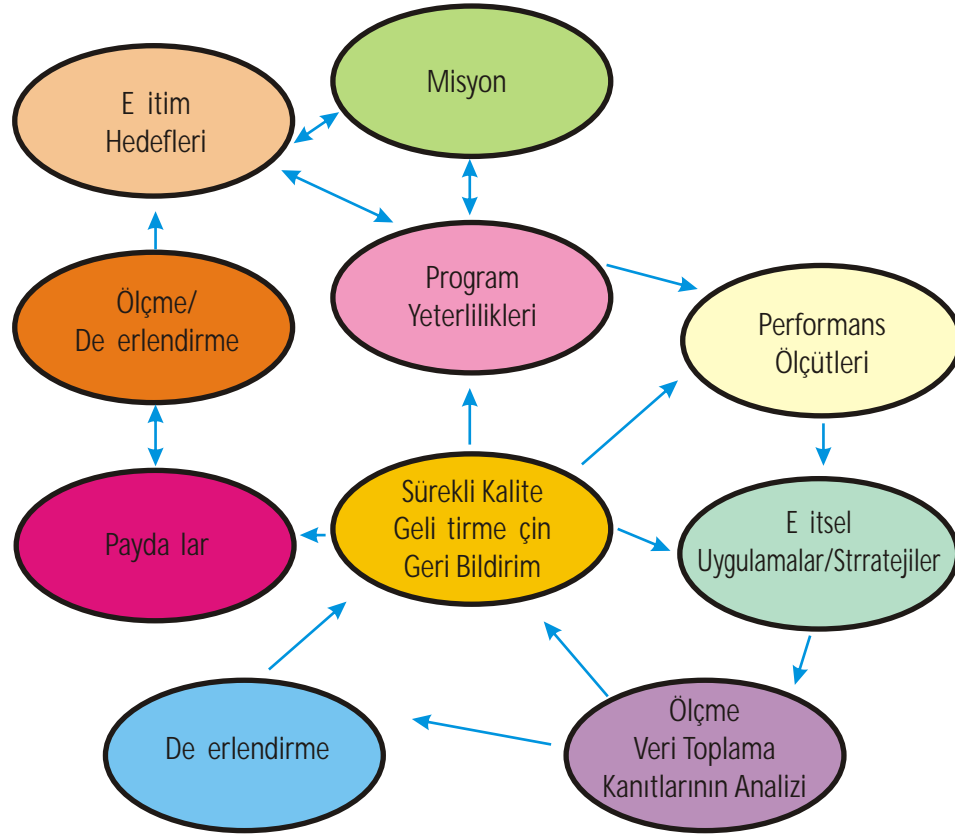 E itim
Hedefleri
Misyon
Ölçme/
De erlendirme
Program
Yeterlilikleri
Performans
Ölçütleri
Payda lar
Sürekli Kalite
Geli tirme çin
Geri Bildirim
E itsel
Uygulamalar/Strratejiler
De erlendirme
Ölçme
Veri Toplama
Kanıtlarının Analizi